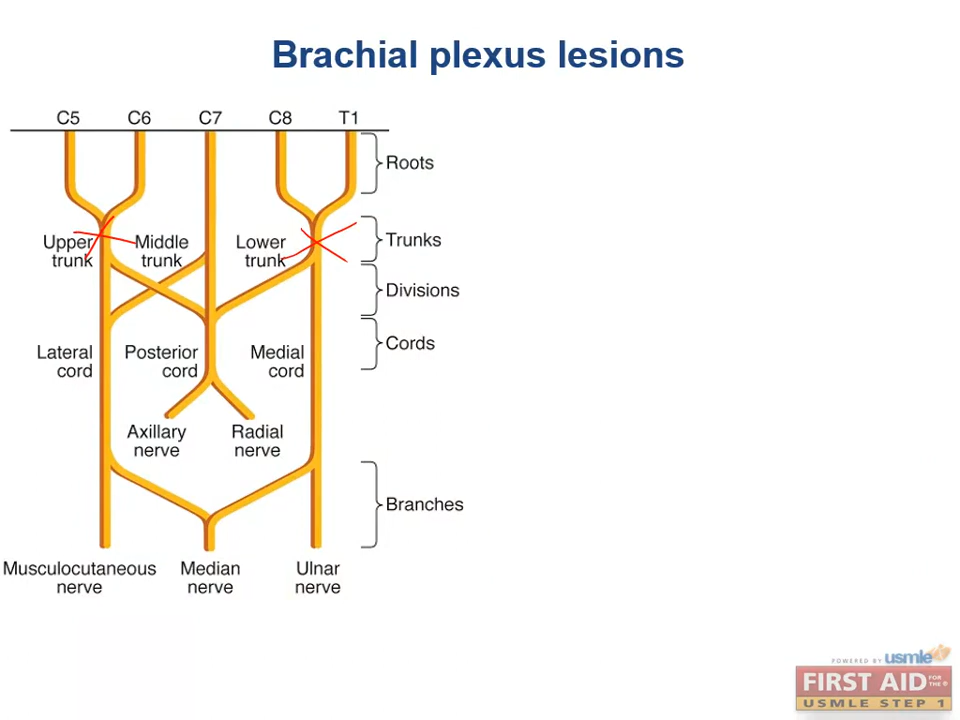 Brachial plexus lesions
C5 C6 C7 C8 T1
Roots
Upper trunk
Middle trunk
Lower trunk
Trunks
Divisions
Lateral cord
Posterior cord
Medial cord
Cords
Axillary nerve
Radial nerve
Branches
Musculocutaneous nerve
Median nerve
Ulnar nerve
POWERED BY usmle
FIRST AID FOR THE®
USMLE STEP 1